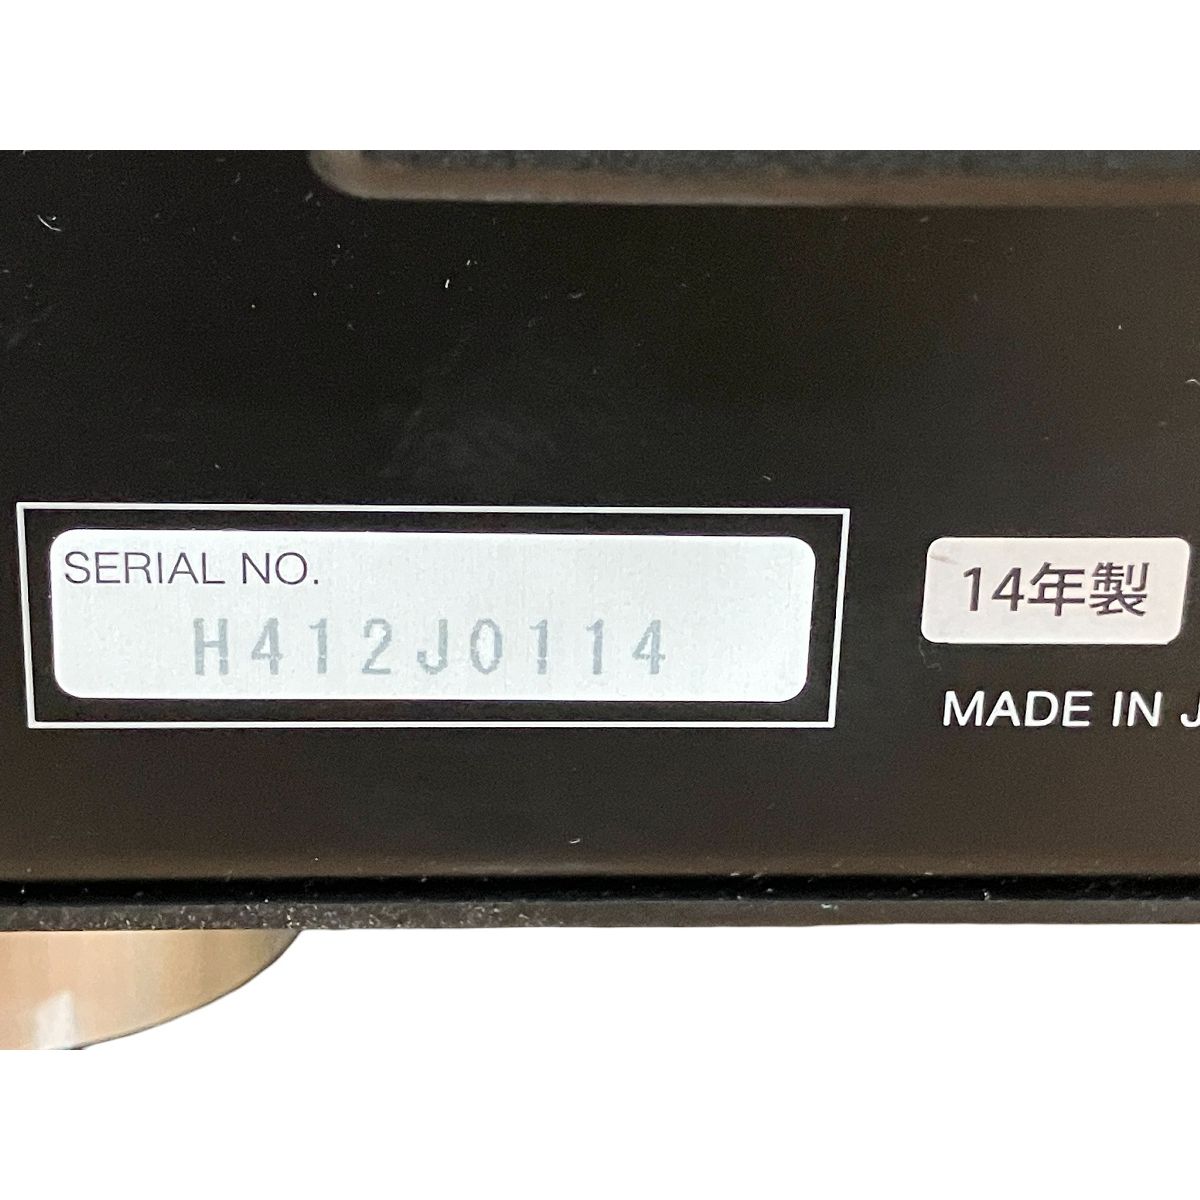 SERIAL NO.
H412J0114
14年製
MADE IN J